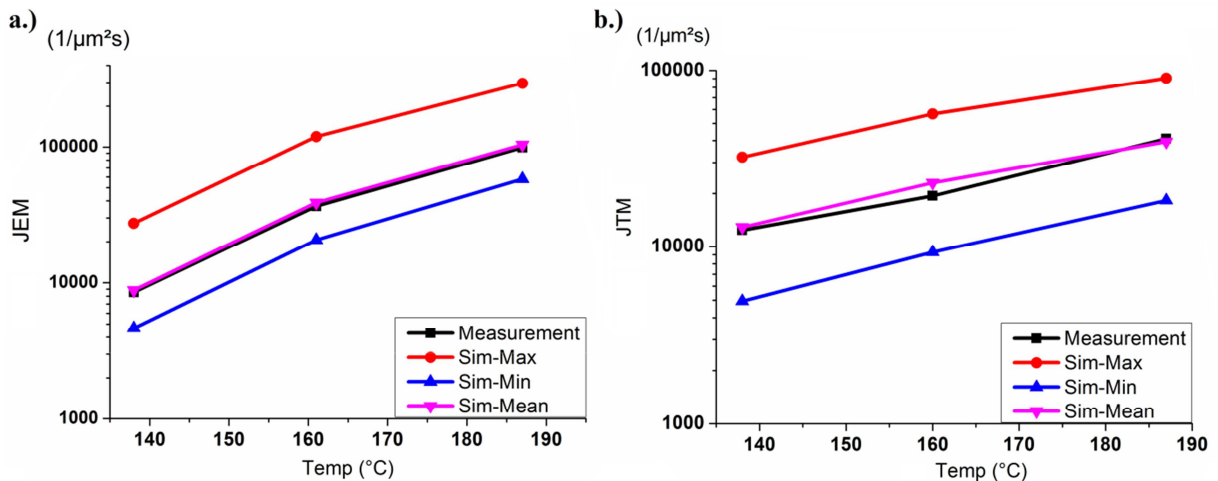 a.)
(1/µm²s)
JEM
100000
10000
1000
140 150 160 170 180 190
Temp (°C)
Measurement
Sim-Max
Sim-Min
Sim-Mean
b.)
(1/µm²s)
JTM
100000
10000
1000
140 150 160 170 180 190
Temp (°C)
Measurement
Sim-Max
Sim-Min
Sim-Mean